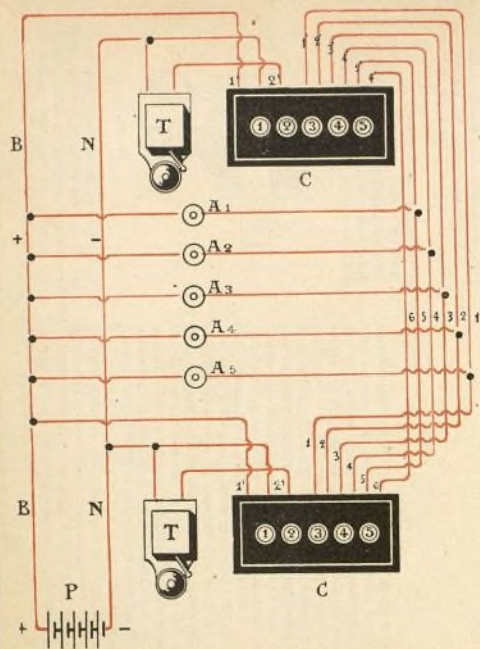 1' 2' 1 2 3 4 5 6
T
1 2 3 4 5
B N
C
A1
+ −
A2
A3
6 5 4 3 2 1
A4
A5
1 2 3 4 5 6
1' 2'
B N
T
1 2 3 4 5
P
C
+ −